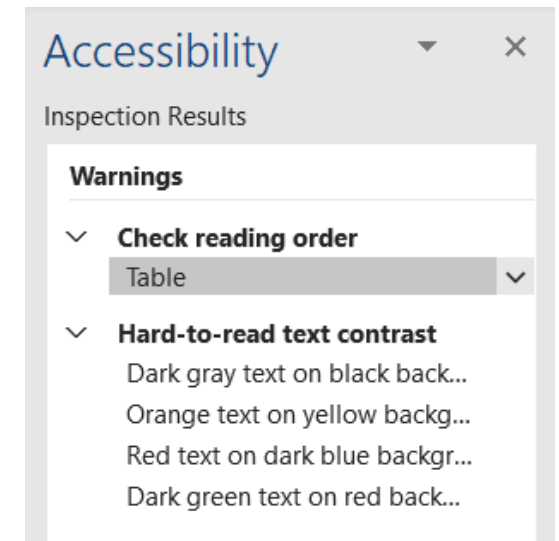 Accessibility
Inspection Results
Warnings
Check reading order
Table
Hard-to-read text contrast
Dark gray text on black back...
Orange text on yellow backg...
Red text on dark blue backgr...
Dark green text on red back...